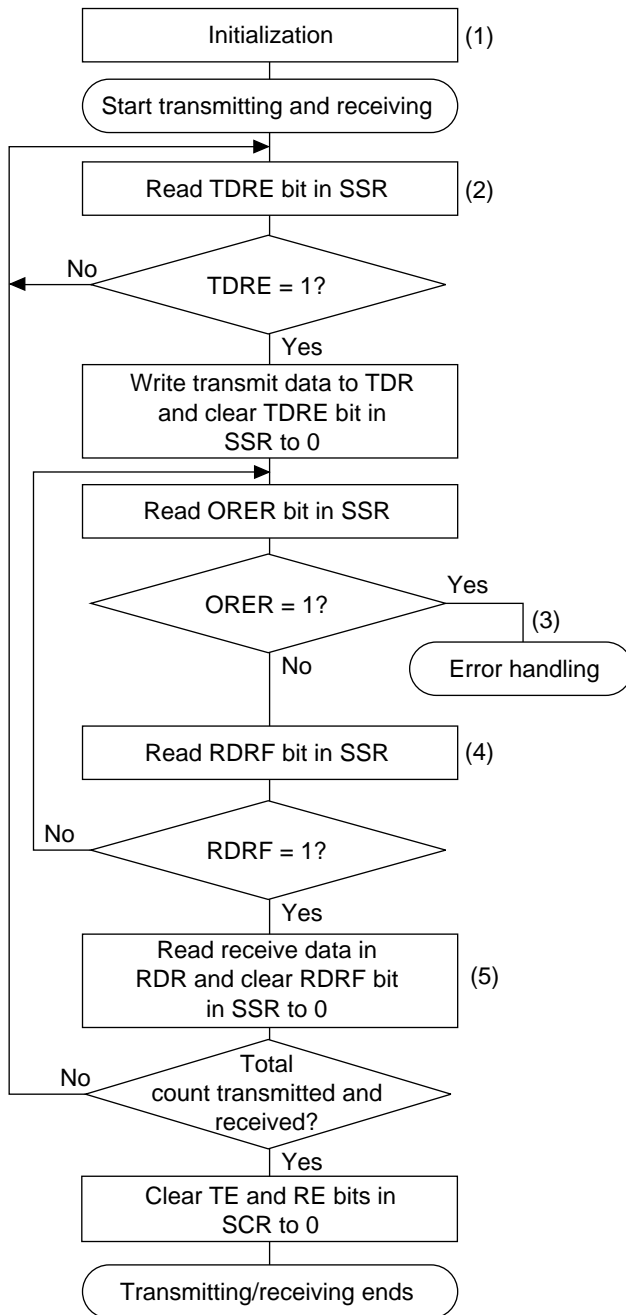 Initialization
(1)
Start transmitting and receiving
Read TDRE bit in SSR
(2)
No
TDRE = 1?
Yes
Write transmit data to TDR
and clear TDRE bit in
SSR to 0
Read ORER bit in SSR
Yes
ORER = 1?
(3)
No
Error handling
Read RDRF bit in SSR
(4)
No
RDRF = 1?
Yes
Read receive data in
RDR and clear RDRF bit
in SSR to 0
(5)
Total
No
count transmitted and
received?
Yes
Clear TE and RE bits in
SCR to 0
Transmitting/receiving ends